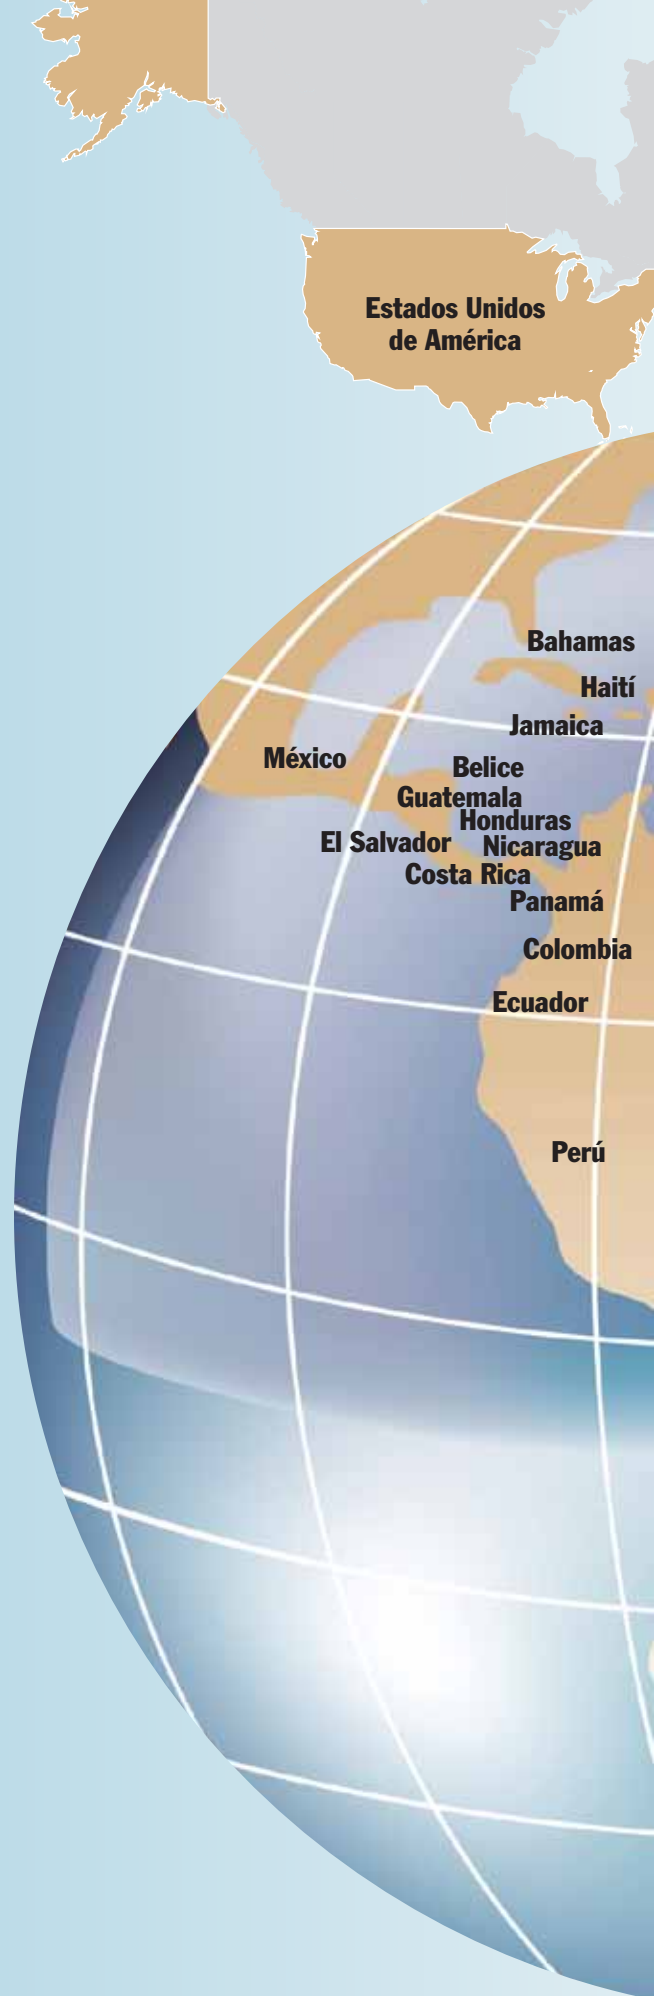 Estados Unidos
de América
Bahamas
Haití
Jamaica
México
Belice
Guatemala
Honduras
El Salvador
Nicaragua
Costa Rica
Panamá
Colombia
Ecuador
Perú